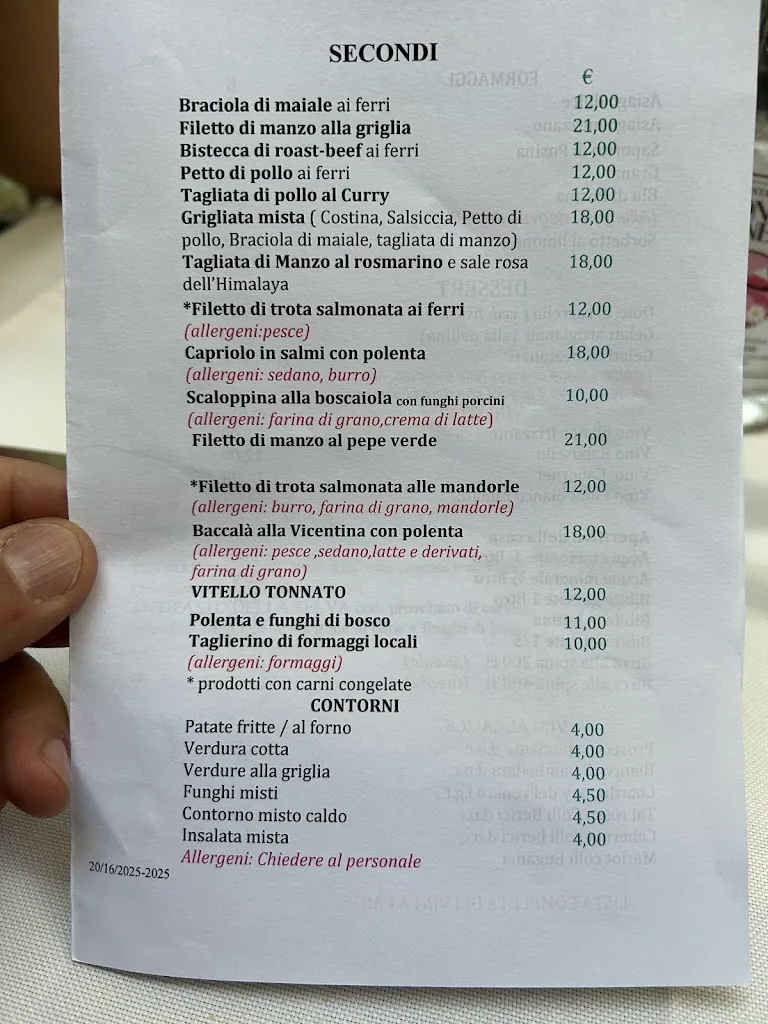 SECONDI
€
Braciola di maiale ai ferri 12,00
Filetto di manzo alla griglia 21,00
Bistecca di roast-beef ai ferri 12,00
Petto di pollo ai ferri 12,00
Tagliata di pollo al Curry 12,00
Grigliata mista ( Costina, Salsiccia, Petto di 18,00
pollo, Braciola di maiale, tagliata di manzo)
Tagliata di Manzo al rosmarino e sale rosa 18,00
dell'Himalaya
*Filetto di trota salmonata ai ferri 12,00
(allergeni:pesce)
Capriolo in salmi con polenta 18,00
(allergeni: sedano, burro)
Scaloppina alla boscaiola con funghi porcini 10,00
(allergeni: farina di grano,crema di latte)
Filetto di manzo al pepe verde 21,00
*Filetto di trota salmonata alle mandorle 12,00
(allergeni: burro, farina di grano, mandorle)
Baccalà alla Vicentina con polenta 18,00
(allergeni: pesce ,sedano,latte e derivati,
farina di grano)
VITELLO TONNATO 12,00
Polenta e funghi di bosco 11,00
Taglierino di formaggi locali 10,00
(allergeni: formaggi)
* prodotti con carni congelate
CONTORNI
Patate fritte / al forno 4,00
Verdura cotta 4,00
Verdure alla griglia 4,00
Funghi misti 4,50
Contorno misto caldo 4,50
Insalata mista 4,00
Allergeni: Chiedere al personale
20/16/2025-2025